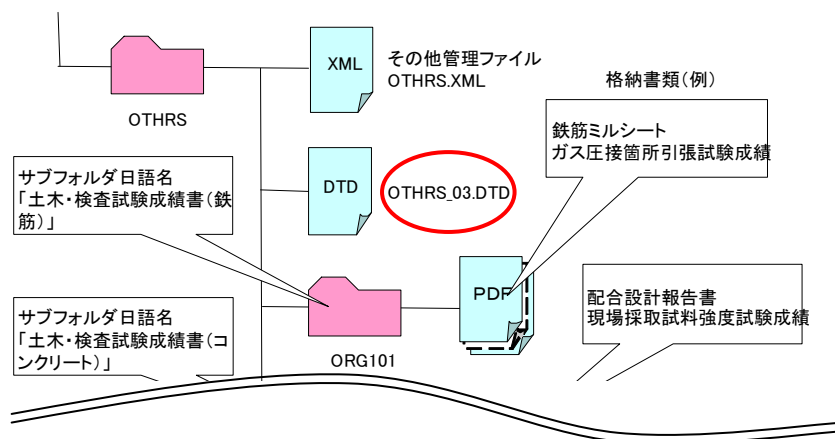 XML
その他管理ファイル
OTHRS.XML
格納書類(例)
OTHRS
鉄筋ミルシート
ガス圧接箇所引張試験成績
サブフォルダ日語名
「土木・検査試験成績書(鉄
筋)」
DTD
OTHRS_03.DTD
PDF
配合設計報告書
現場採取試料強度試験成績
サブフォルダ日語名
「土木・検査試験成績書(コ
ンクリート)」
ORG101